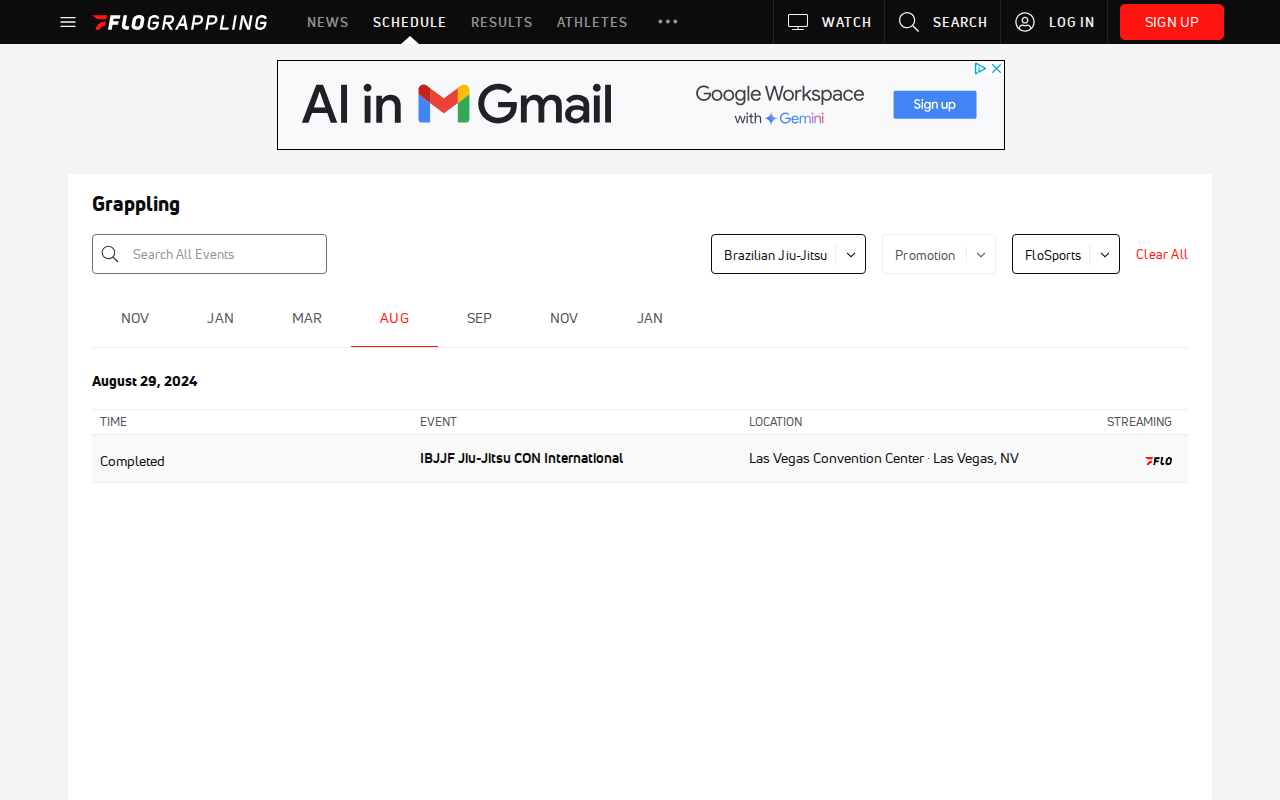 FLOGRAPPLING NEWS SCHEDULE RESULTS ATHLETES WATCH SEARCH LOG IN SIGN UP
AI in Gmail
Google Workspace
with Gemini
Sign up
Grappling
Search All Events
Brazilian Jiu-Jitsu
Promotion
FloSports
Clear All
NOV JAN MAR AUG SEP NOV JAN
August 29, 2024
TIME EVENT LOCATION STREAMING
Completed IBJJF Jiu-Jitsu CON International Las Vegas Convention Center · Las Vegas, NV FLO